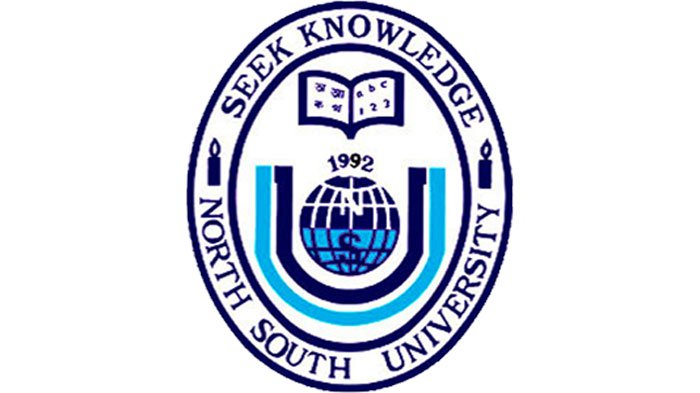 SEEK KNOWLEDGE
অ আ
ক খ
a b c
1 2 3
1992
N
S
NORTH SOUTH UNIVERSITY